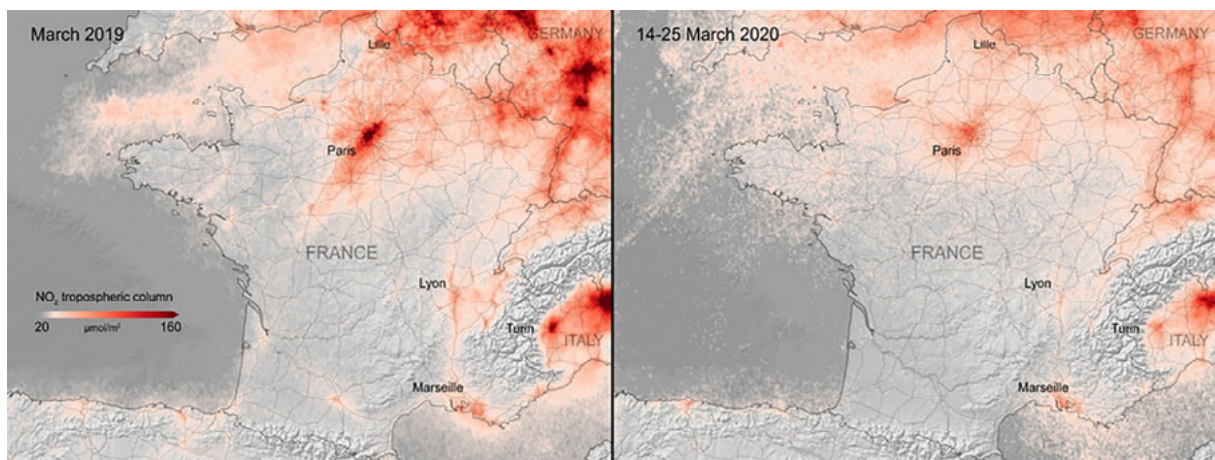 March 2019
Lille
GERMANY
Paris
FRANCE
Lyon
NO₂ tropospheric column
20 µmol/m² 160
Turin
ITALY
Marseille
14-25 March 2020
Lille
GERMANY
Paris
FRANCE
Lyon
Turin
ITALY
Marseille